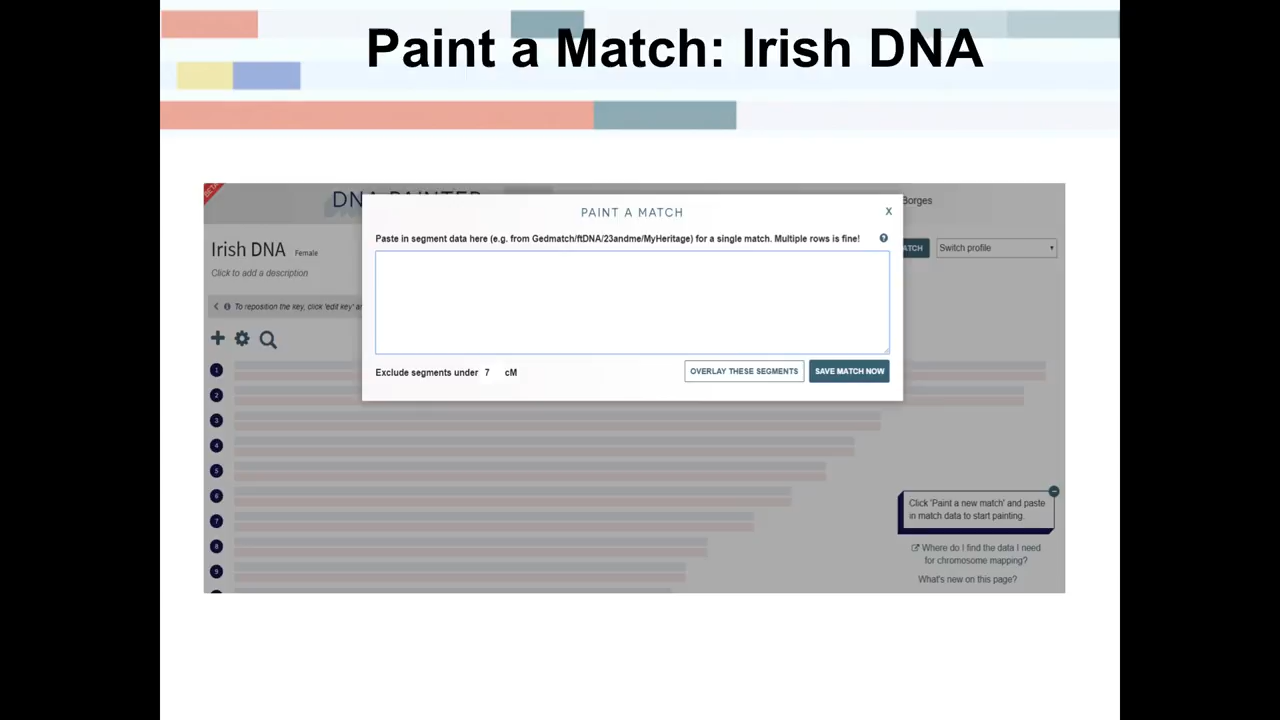 Paint a Match: Irish DNA
BETA
DNA PAINTER
Borges
PAINT A MATCH
X
Paste in segment data here (e.g. from Gedmatch/ftDNA/23andme/MyHeritage) for a single match. Multiple rows is fine!
?
Irish DNA Female
ATCH
Switch profile
Click to add a description
To reposition the key, click 'edit key' a
Exclude segments under 7 cM
OVERLAY THESE SEGMENTS
SAVE MATCH NOW
1
2
3
4
5
6
7
8
9
Click 'Paint a new match' and paste
in match data to start painting.
Where do I find the data I need
for chromosome mapping?
What's new on this page?